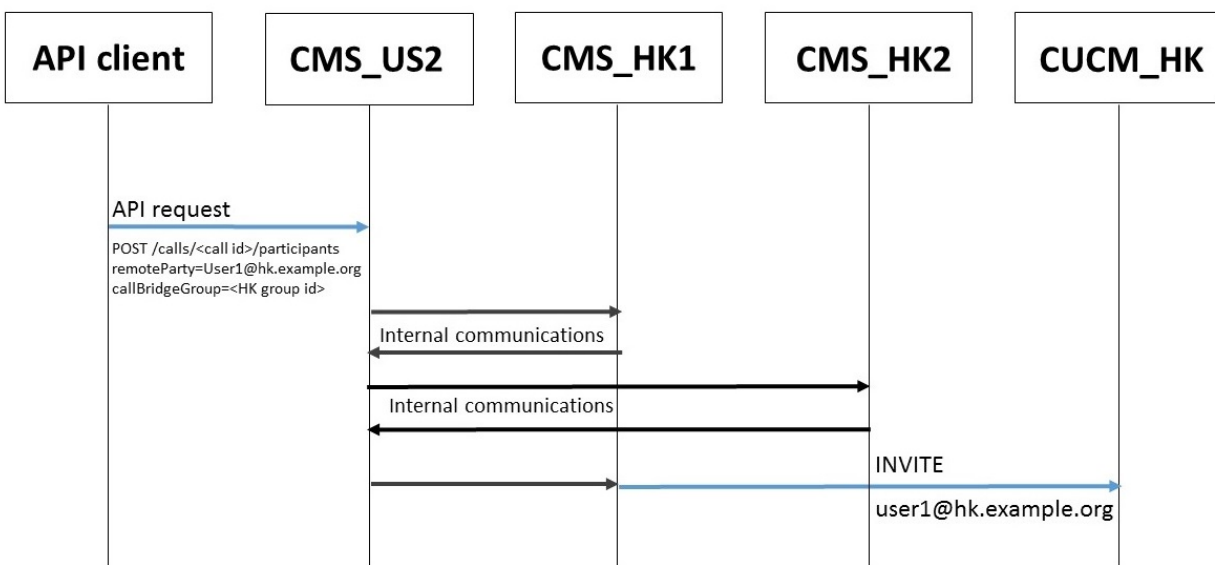 API client
CMS_US2
CMS_HK1
CMS_HK2
CUCM_HK
API request
POST /calls/<call id>/participants
remoteParty=User1@hk.example.org
callBridgeGroup=<HK group id>
Internal communications
Internal communications
INVITE
user1@hk.example.org